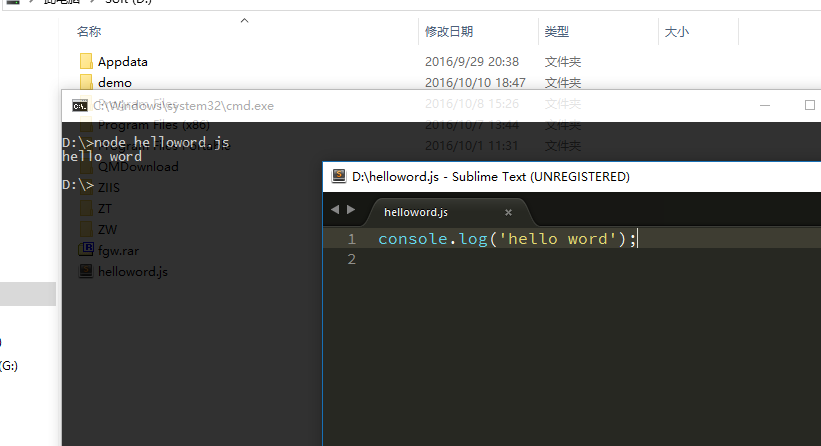 此电脑 > Soft (D:)
名称 修改日期 类型 大小
Appdata 2016/9/29 20:38 文件夹
demo 2016/10/10 18:47 文件夹
Program Files 2016/10/8 15:26 文件夹
C:\Windows\system32\cmd.exe
Program Files (x86) 2016/10/7 13:44 文件夹
D:\>node helloword.js
2016/10/1 11:31 文件夹
hello word
QMDownload
D:\>
ZIIS
ZT
ZW
fgw.rar
helloword.js
D:\helloword.js - Sublime Text (UNREGISTERED)
helloword.js
1 console.log('hello word');
2
)
(G:)